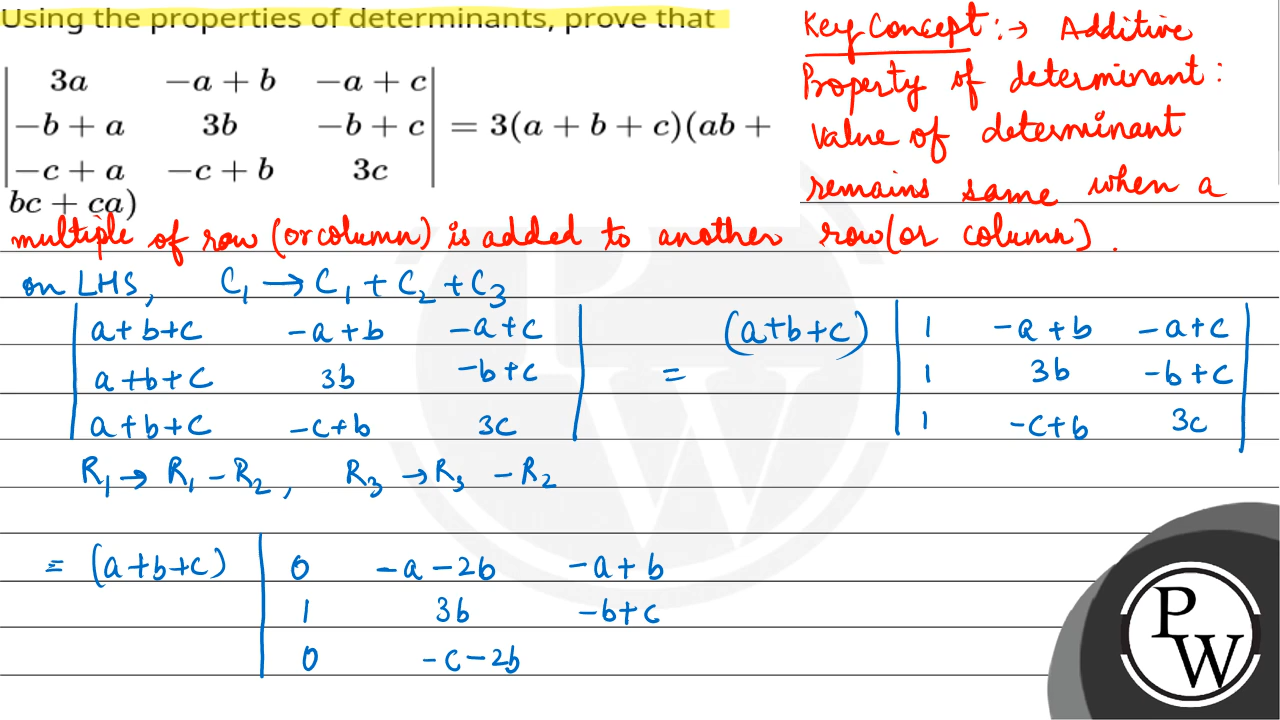 Using the properties of determinants, prove that
| 3a −a + b −a + c |
| −b + a 3b −b + c | = 3(a + b + c)(ab +
| −c + a −c + b 3c |
bc + ca)
Key Concept :→ Additive
Property of determinant :
value of determinant
remains same when a
multiple of row (or column) is added to another row (or column).
on LHS, C₁ → C₁ + C₂ + C₃
| a+b+c −a+b −a+c | (a+b+c) | 1 −a+b −a+c |
| a+b+c 3b −b+c | = | 1 3b −b+c |
| a+b+c −c+b 3c | | 1 −c+b 3c |
R₁ → R₁ − R₂, R₃ → R₃ − R₂
= (a+b+c) | 0 −a−2b −a+b
| 1 3b −b+c
| 0 −c−2b
P
W